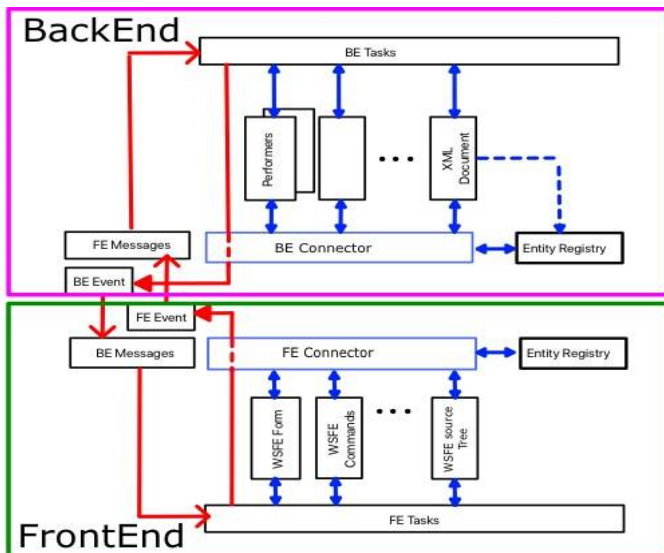 BackEnd
BE Tasks
Performers
XML
Document
FE Messages
BE Connector
Entity Registry
BE Event
FE Event
BE Messages
FE Connector
Entity Registry
WSFE Form
WSFE
Commands
WSFE source
Tree
FE Tasks
FrontEnd